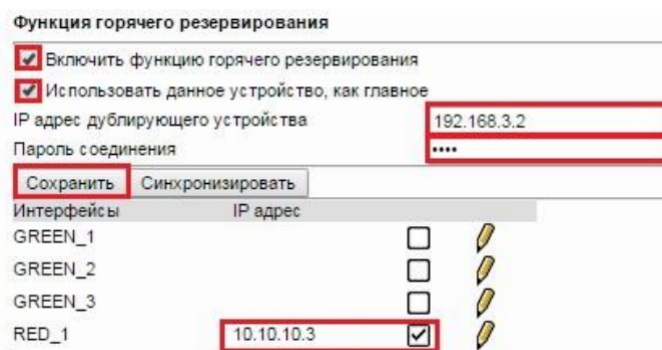 Функция горячего резервирования
Включить функцию горячего резервирования
Использовать данное устройство, как главное
IP адрес дублирующего устройства 192.168.3.2
Пароль соединения ••••
Сохранить Синхронизировать
Интерфейсы IP адрес
GREEN_1
GREEN_2
GREEN_3
RED_1 10.10.10.3